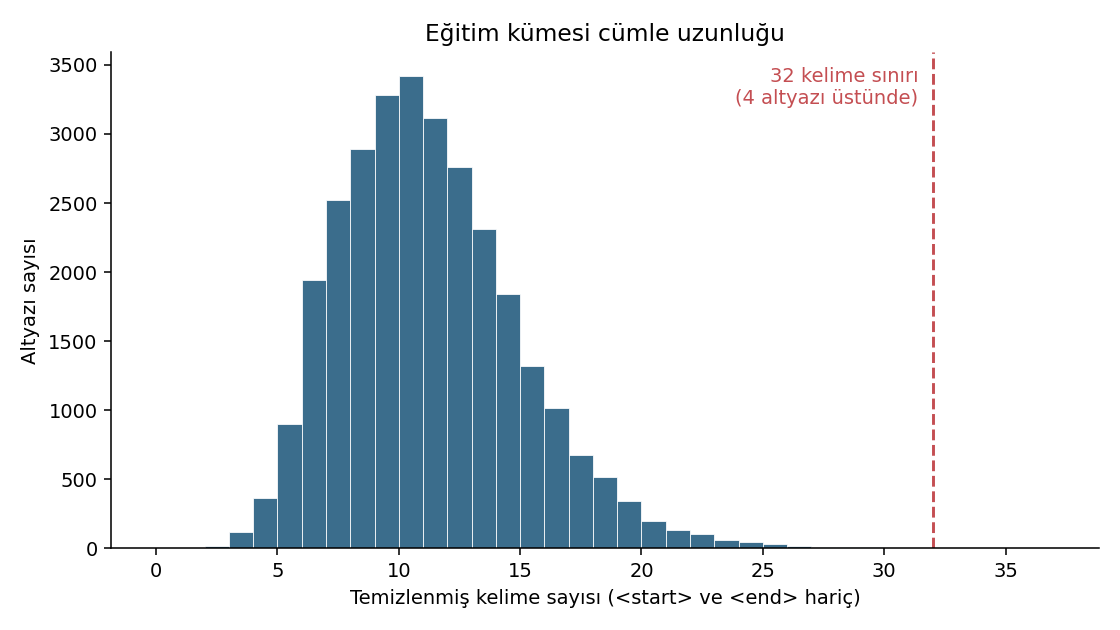 Eğitim kümesi cümle uzunluğu
32 kelime sınırı
(4 altyazı üstünde)
Altyazı sayısı
3500
3000
2500
2000
1500
1000
500
0
0 5 10 15 20 25 30 35
Temizlenmiş kelime sayısı (<start> ve <end> hariç)